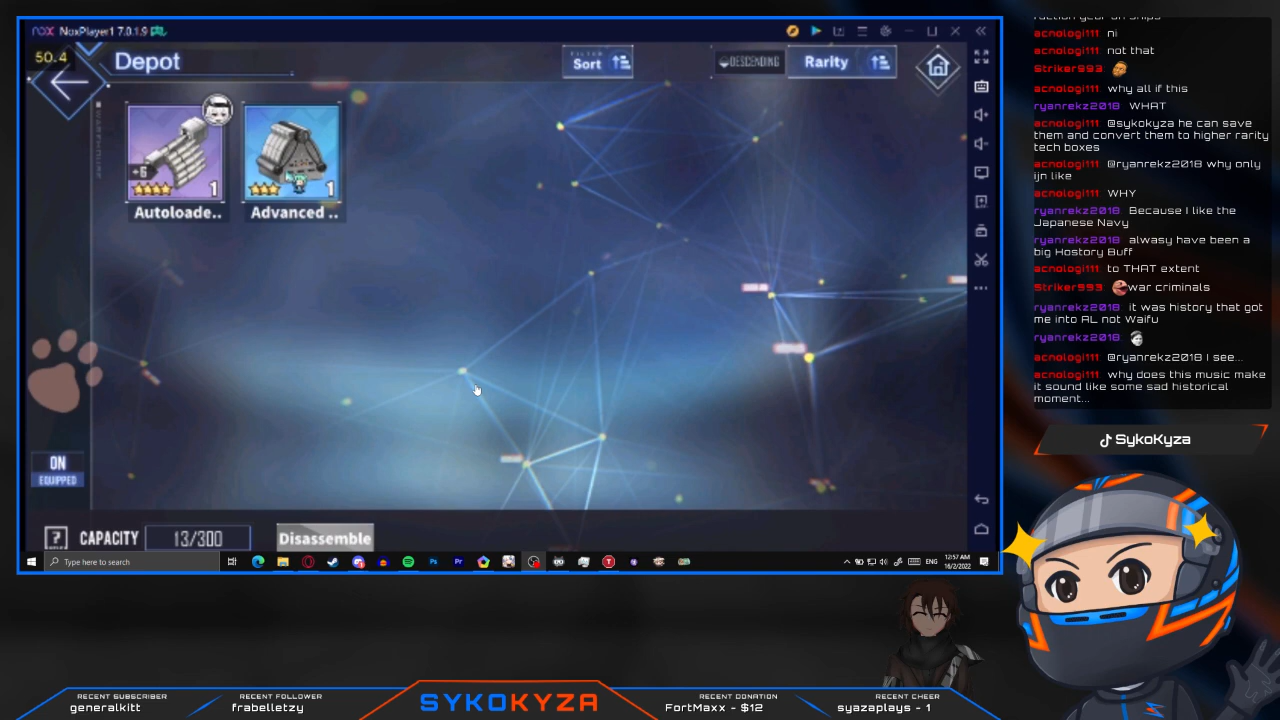 NOX NoxPlayer1 7.0.1.9
50.4
Depot
Sort
DESCENDING
Rarity
+6
1
1
Autoloade..
Advanced ..
ON
EQUIPPED
CAPACITY
13/300
Disassemble
Type here to search
ENG
12:57 AM
16/2/2022
acnologi111 ni
acnologi111 not that
Striker993
acnologi111 why all if this
ryanrekz2018 WHAT
acnologi111 @sykokyza he can save
them and convert them to higher rarity
tech boxes
acnologi111 @ryanrekz2018 why only
ijn like
acnologi111 WHY
ryanrekz2018 Because I like the
Japanese Navy
ryanrekz2018 alwasy have been a
big Hostory Buff
acnologi111 to THAT extent
Striker993 war criminals
ryanrekz2018 it was history that got
me into AL not Waifu
ryanrekz2018
acnologi111 @ryanrekz2018 I see...
acnologi111 why does this music make
it sound like some sad historical
moment...
SykoKyza
RECENT SUBSCRIBER
generalkitt
RECENT FOLLOWER
frabelletzy
SYKOKYZA
RECENT DONATION
FortMaxx - $12
RECENT CHEER
syazaplays - 1